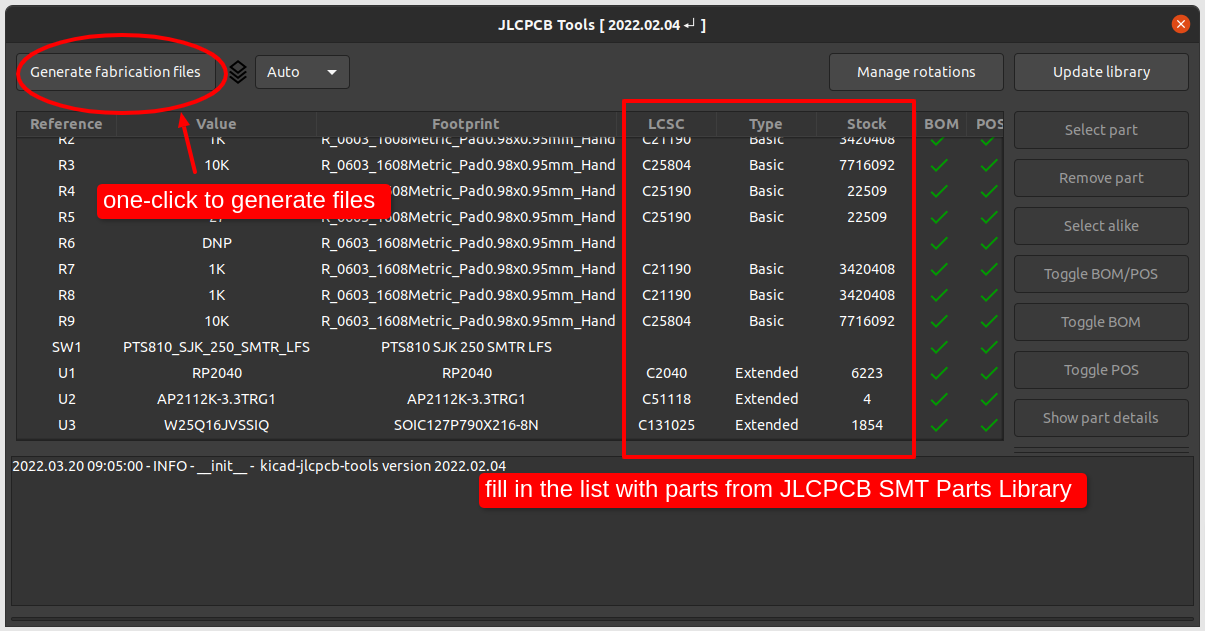 JLCPCB Tools [ 2022.02.04 ↵ ]
Generate fabrication files Auto Manage rotations Update library
Reference Value Footprint LCSC Type Stock BOM POS
R2 1K R_0603_1608Metric_Pad0.98x0.95mm_Hand C21190 Basic 3420408
Select part
R3 10K R_0603_1608Metric_Pad0.98x0.95mm_Hand C25804 Basic 7716092
Remove part
R4 08Metric_Pad0.98x0.95mm_Hand C25190 Basic 22509
one-click to generate files
R5 27 R_0603_1608Metric_Pad0.98x0.95mm_Hand C25190 Basic 22509
Select alike
R6 DNP R_0603_1608Metric_Pad0.98x0.95mm_Hand
R7 1K R_0603_1608Metric_Pad0.98x0.95mm_Hand C21190 Basic 3420408
Toggle BOM/POS
R8 1K R_0603_1608Metric_Pad0.98x0.95mm_Hand C21190 Basic 3420408
R9 10K R_0603_1608Metric_Pad0.98x0.95mm_Hand C25804 Basic 7716092
Toggle BOM
SW1 PTS810_SJK_250_SMTR_LFS PTS810 SJK 250 SMTR LFS
U1 RP2040 RP2040 C2040 Extended 6223
Toggle POS
U2 AP2112K-3.3TRG1 AP2112K-3.3TRG1 C51118 Extended 4
U3 W25Q16JVSSIQ SOIC127P790X216-8N C131025 Extended 1854
Show part details
2022.03.20 09:05:00 - INFO - __init__ - kicad-jlcpcb-tools version 2022.02.04
fill in the list with parts from JLCPCB SMT Parts Library